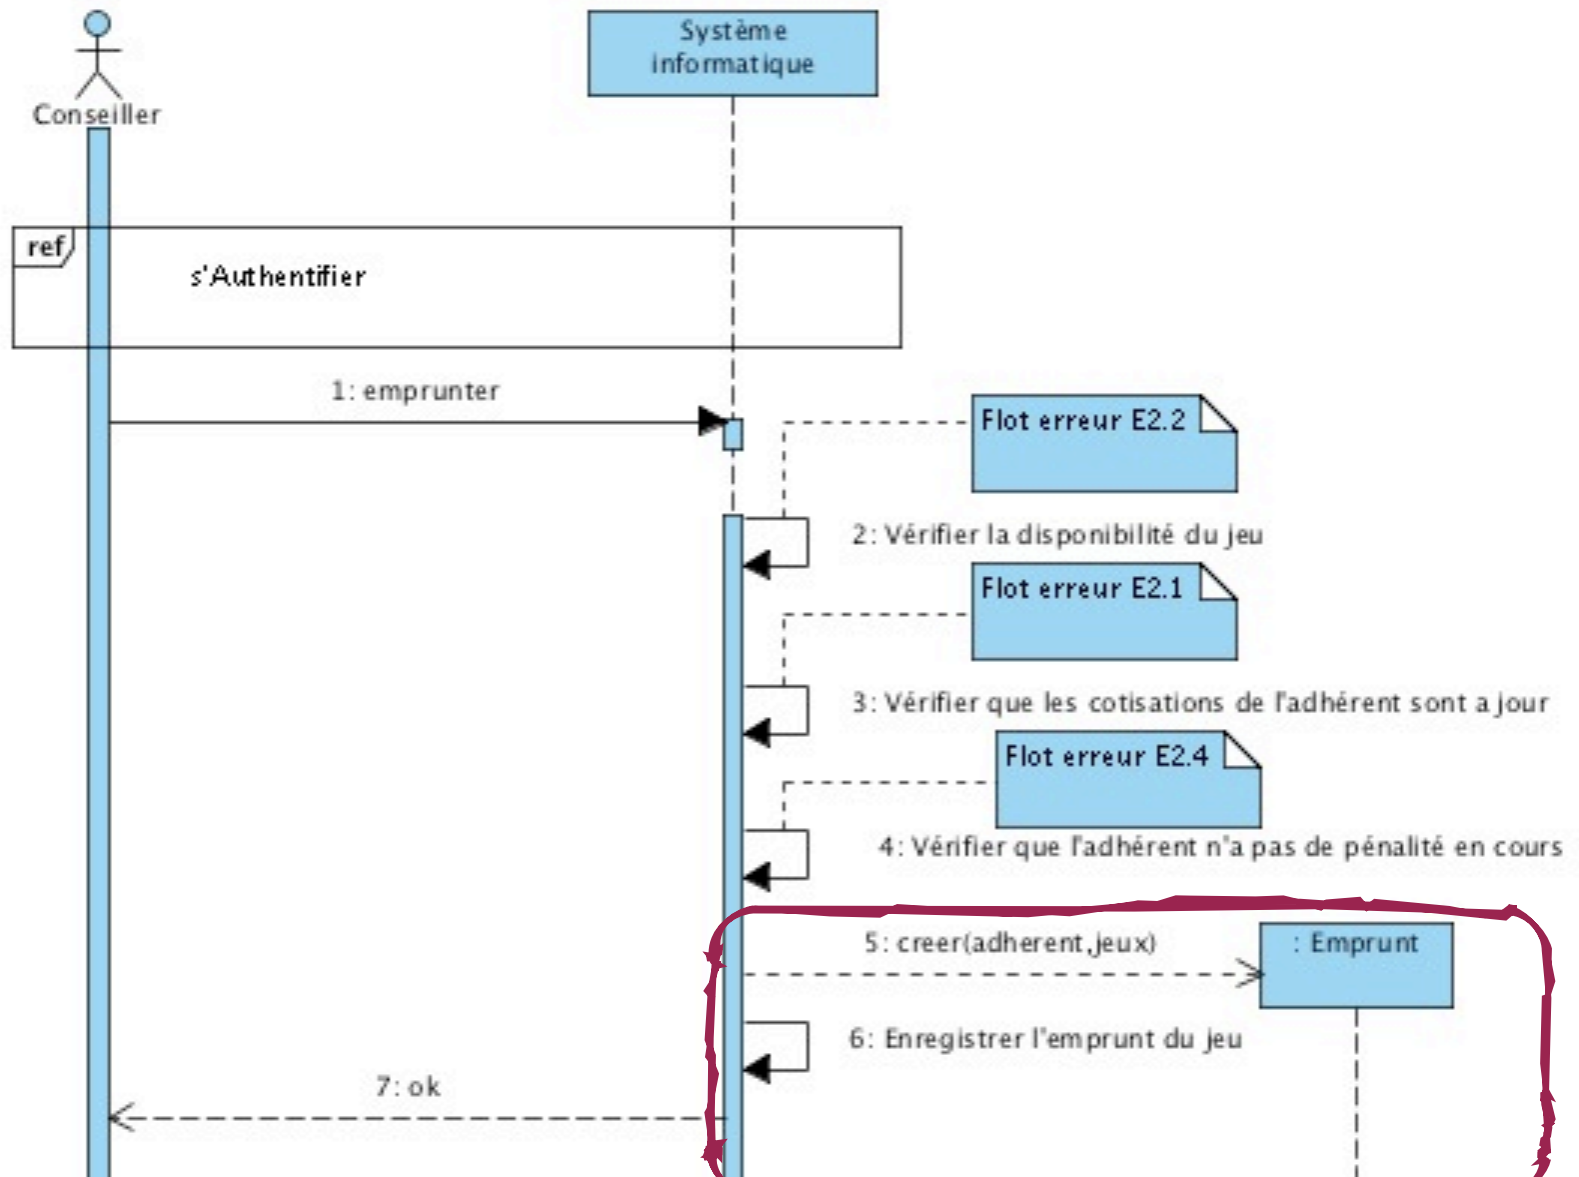 Système
informatique
Conseiller
ref
s'Authentifier
1: emprunter
Flot erreur E2.2
2: Vérifier la disponibilité du jeu
Flot erreur E2.1
3: Vérifier que les cotisations de l'adhérent sont a jour
Flot erreur E2.4
4: Vérifier que l'adhérent n'a pas de pénalité en cours
5: creer(adherent,jeux)
: Emprunt
6: Enregistrer l'emprunt du jeu
7: ok